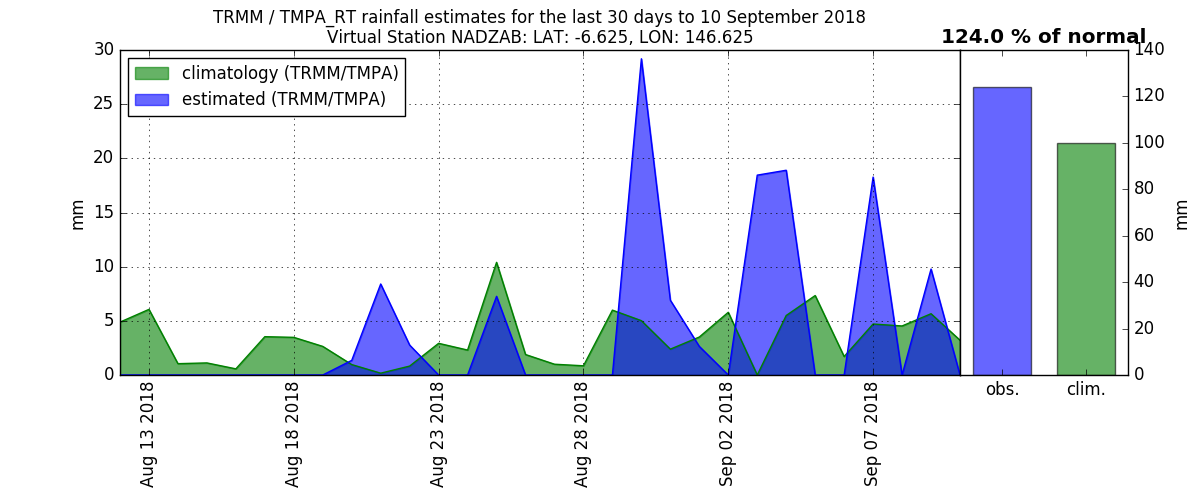 TRMM / TMPA_RT rainfall estimates for the last 30 days to 10 September 2018
Virtual Station NADZAB: LAT: -6.625, LON: 146.625
124.0 % of normal
climatology (TRMM/TMPA)
estimated (TRMM/TMPA)
mm
30
25
20
15
10
5
0
Aug 13 2018
Aug 18 2018
Aug 23 2018
Aug 28 2018
Sep 02 2018
Sep 07 2018
obs.
clim.
140
120
100
80
60
40
20
0
mm